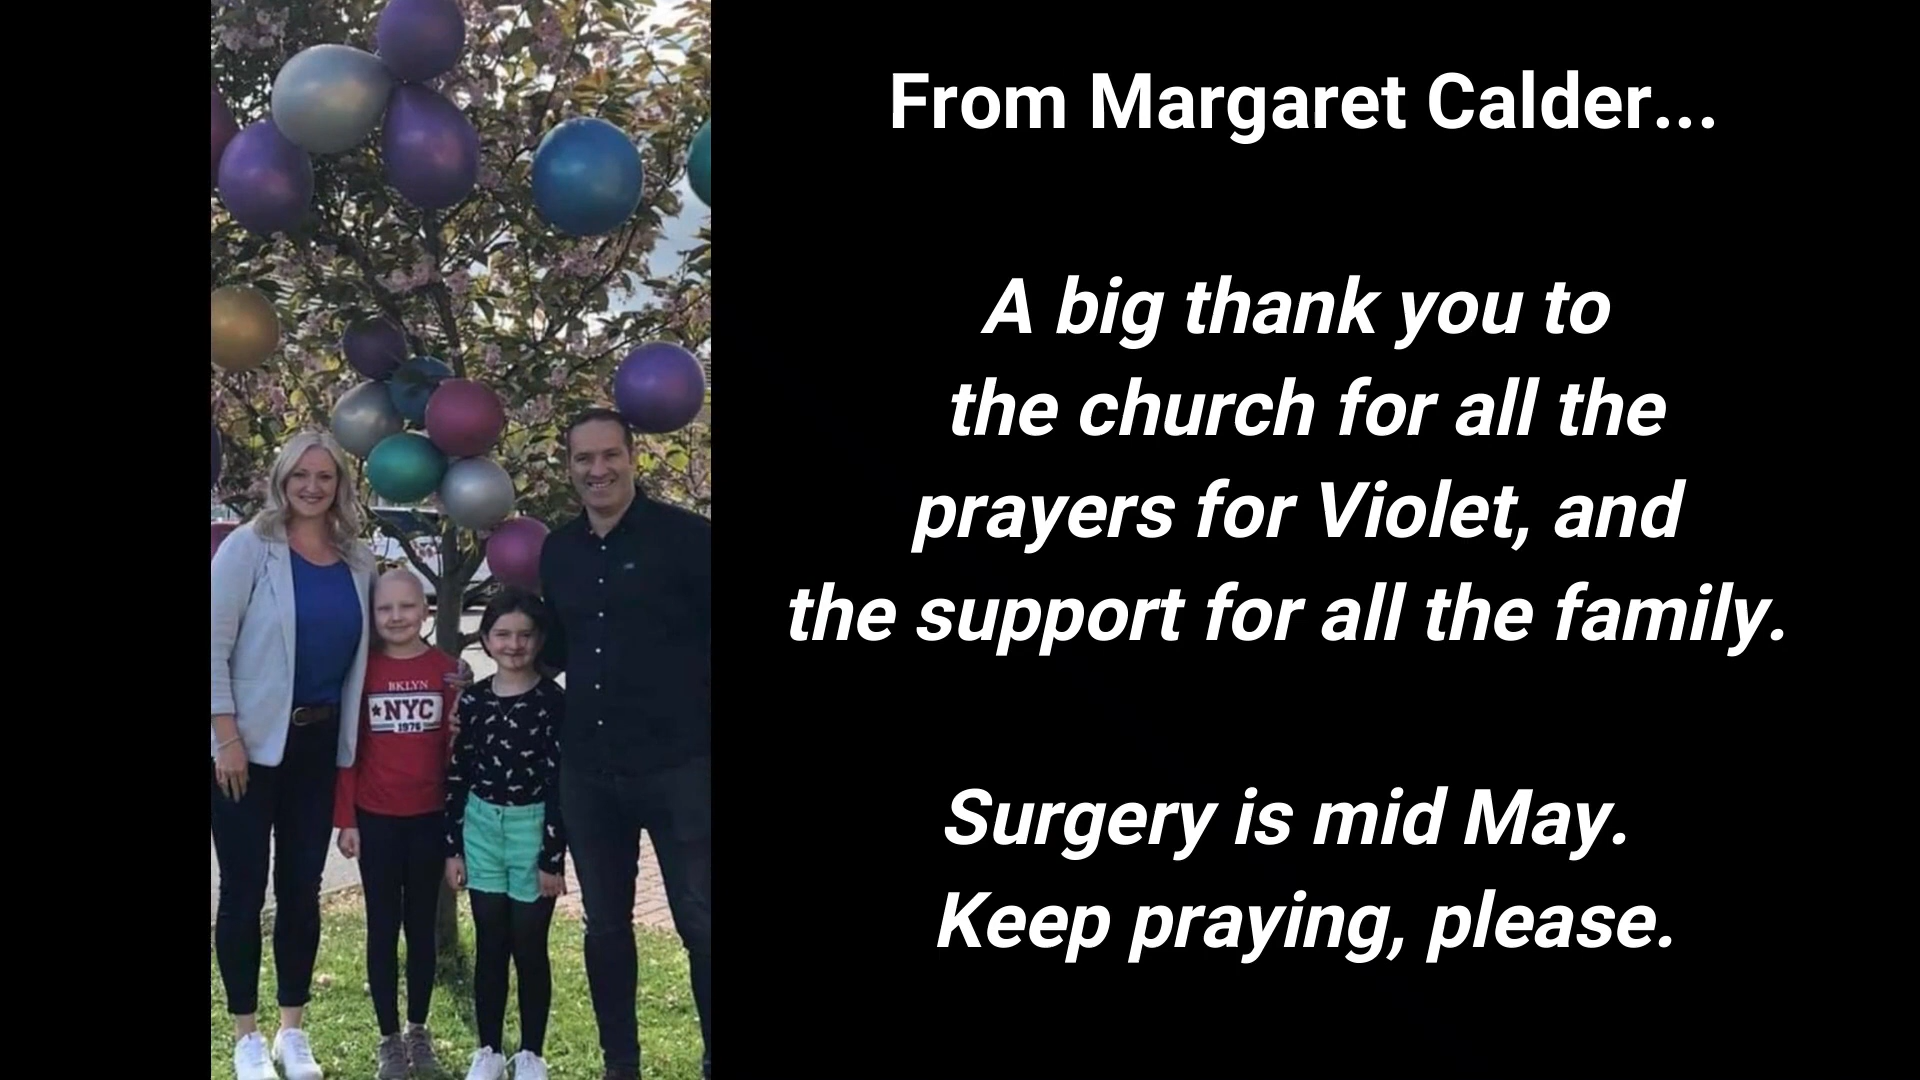 From Margaret Calder...
A big thank you to
the church for all the
prayers for Violet, and
the support for all the family.
Surgery is mid May.
Keep praying, please.
BKLYN
★NYC
1976